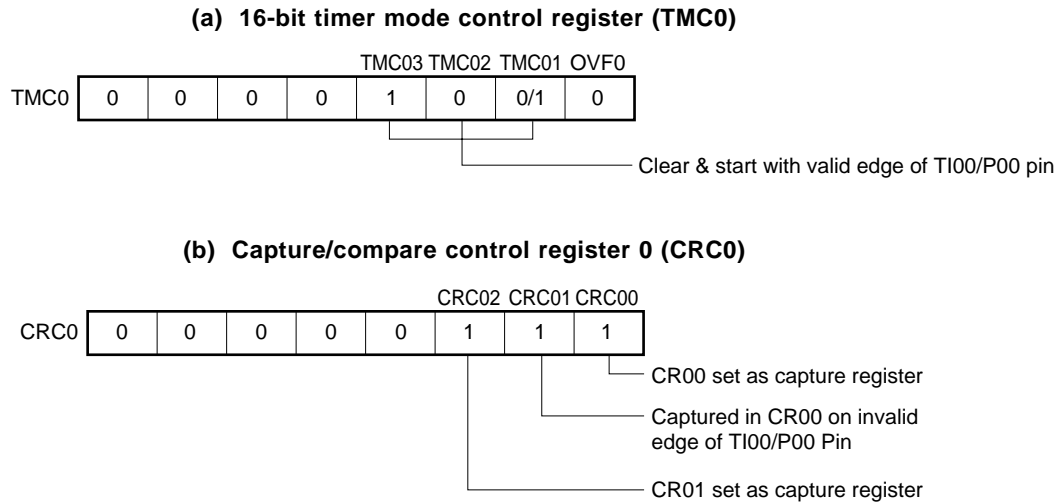 (a) 16-bit timer mode control register (TMC0)
TMC03 TMC02 TMC01 OVF0
TMC0 0 0 0 0 1 0 0/1 0
Clear & start with valid edge of TI00/P00 pin
(b) Capture/compare control register 0 (CRC0)
CRC02 CRC01 CRC00
CRC0 0 0 0 0 0 1 1 1
CR00 set as capture register
Captured in CR00 on invalid
edge of TI00/P00 Pin
CR01 set as capture register